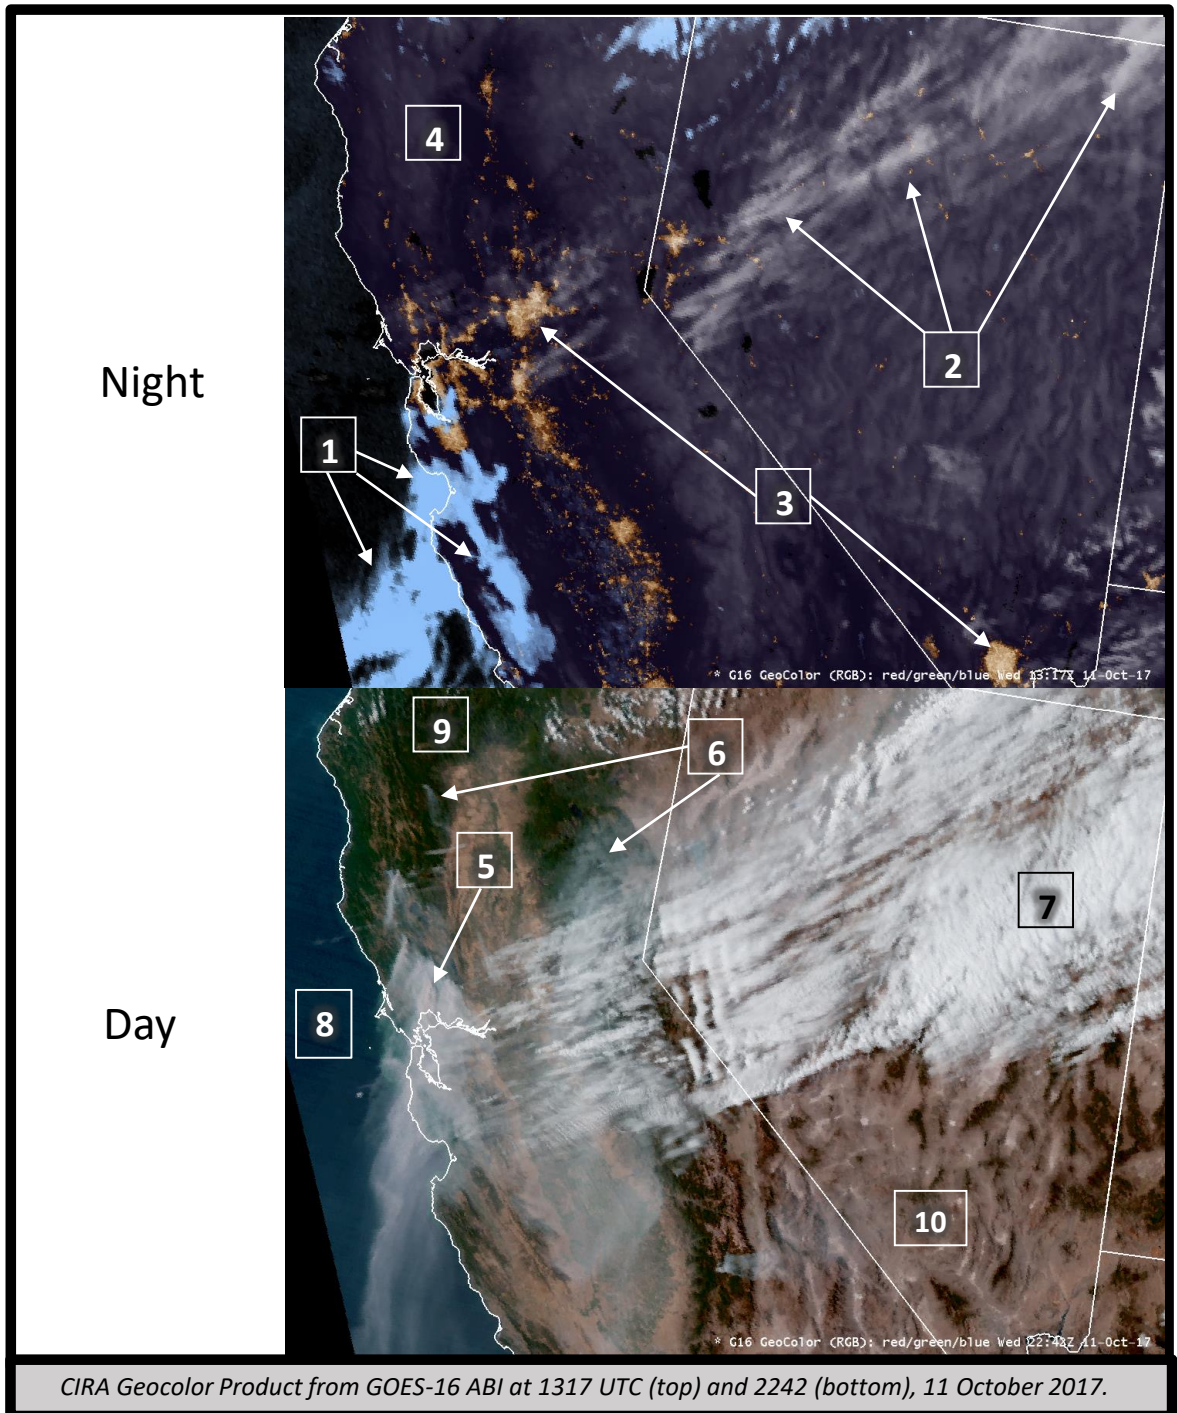 4
2
1
3
* G16 GeoColor (RGB): red/green/blue Wed 13:17Z 11-Oct-17
Night
9
6
5
7
8
10
* G16 GeoColor (RGB): red/green/blue Wed 22:42Z 11-Oct-17
Day
CIRA Geocolor Product from GOES-16 ABI at 1317 UTC (top) and 2242 (bottom), 11 October 2017.